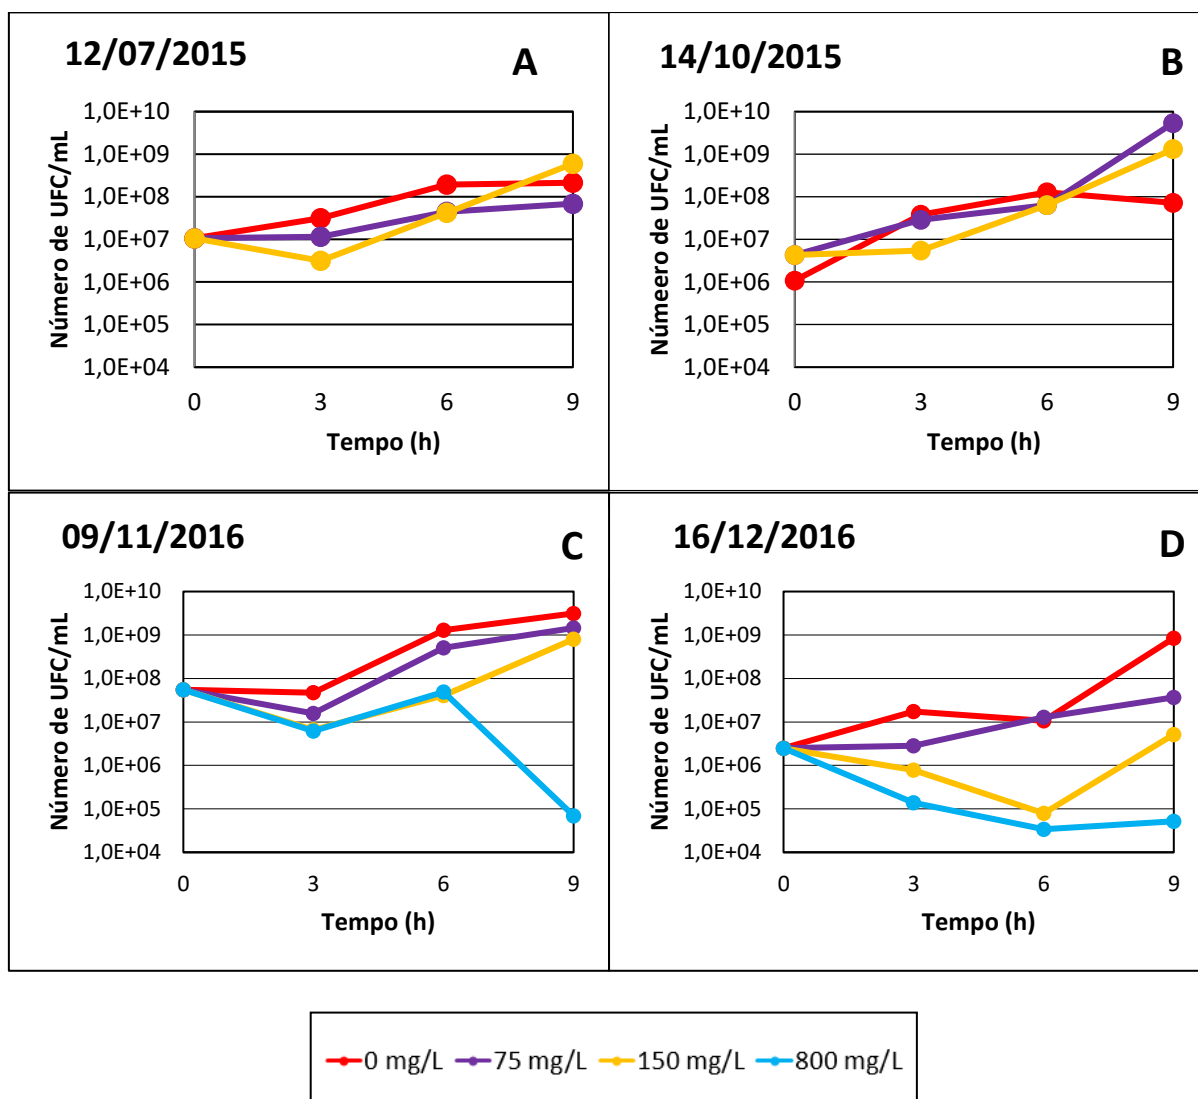 12/07/2015
A
Número de UFC/mL
1,0E+10
1,0E+09
1,0E+08
1,0E+07
1,0E+06
1,0E+05
1,0E+04
0 3 6 9
Tempo (h)
14/10/2015
B
Númeero de UFC/mL
1,0E+10
1,0E+09
1,0E+08
1,0E+07
1,0E+06
1,0E+05
1,0E+04
0 3 6 9
Tempo (h)
09/11/2016
C
Número de UFC/mL
1,0E+10
1,0E+09
1,0E+08
1,0E+07
1,0E+06
1,0E+05
1,0E+04
0 3 6 9
Tempo (h)
16/12/2016
D
Número de UFC/mL
1,0E+10
1,0E+09
1,0E+08
1,0E+07
1,0E+06
1,0E+05
1,0E+04
0 3 6 9
Tempo (h)
0 mg/L 75 mg/L 150 mg/L 800 mg/L